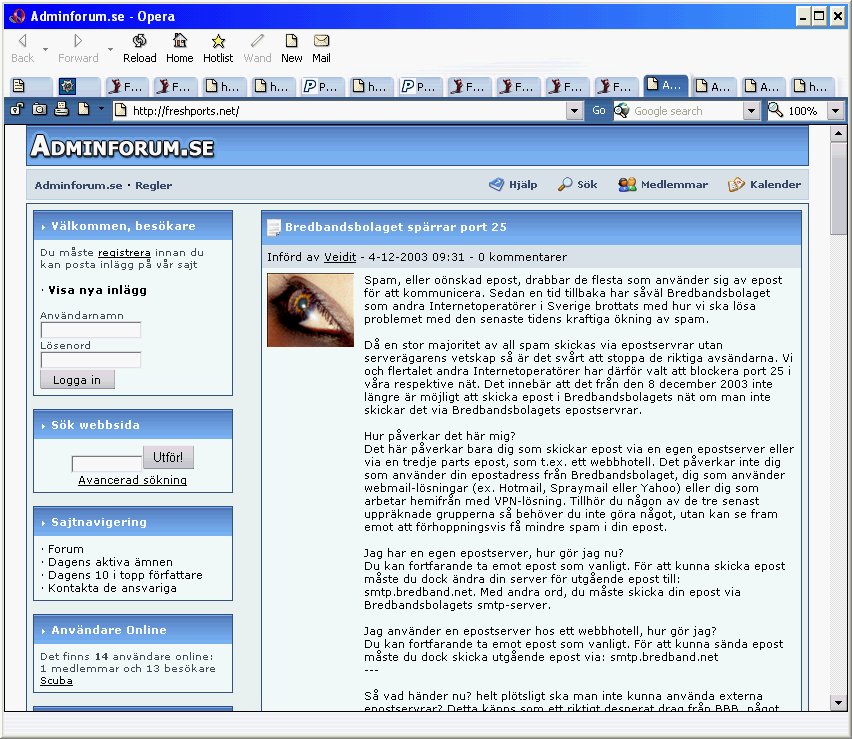 Adminforum.se - Opera
Back Forward Reload Home Hotlist Wand New Mail
F... F... h... h... P... h... P... F... F... F... F... A... A... A... h...
http://freshports.net/ Go Google search 100%
ADMINFORUM.SE
Adminforum.se · Regler Hjälp Sök Medlemmar Kalender
Välkommen, besökare
Du måste registrera innan du
kan posta inlägg på vår sajt
· Visa nya inlägg
Användarnamn
Lösenord
Logga in
Sök webbsida
Utför!
Avancerad sökning
Sajtnavigering
· Forum
· Dagens aktiva ämnen
· Dagens 10 i topp författare
· Kontakta de ansvariga
Användare Online
Det finns 14 användare online:
1 medlemmar och 13 besökare
Scuba
Bredbandsbolaget spärrar port 25
Införd av Veidit - 4-12-2003 09:31 - 0 kommentarer
Spam, eller oönskad epost, drabbar de flesta som använder sig av epost
för att kommunicera. Sedan en tid tillbaka har såväl Bredbandsbolaget
som andra Internetoperatörer i Sverige brottats med hur vi ska lösa
problemet med den senaste tidens kraftiga ökning av spam.
Då en stor majoritet av all spam skickas via epostservrar utan
serverägarens vetskap så är det svårt att stoppa de riktiga avsändarna. Vi
och flertalet andra Internetoperatörer har därför valt att blockera port 25 i
våra respektive nät. Det innebär att det från den 8 december 2003 inte
längre är möjligt att skicka epost i Bredbandsbolagets nät om man inte
skickar det via Bredbandsbolagets epostservrar.
Hur påverkar det här mig?
Det här påverkar bara dig som skickar epost via en egen epostserver eller
via en tredje parts epost, som t.ex. ett webbhotell. Det påverkar inte dig
som använder din epostadress från Bredbandsbolaget, dig som använder
webmail-lösningar (ex. Hotmail, Spraymail eller Yahoo) eller dig som
arbetar hemifrån med VPN-lösning. Tillhör du någon av de tre senast
uppräknade grupperna så behöver du inte göra något, utan kan se fram
emot att förhoppningsvis få mindre spam i din epost.
Jag har en egen epostserver, hur gör jag nu?
Du kan fortfarande ta emot epost som vanligt. För att kunna skicka epost
måste du dock ändra din server för utgående epost till:
smtp.bredband.net. Med andra ord, du måste skicka din epost via
Bredbandsbolagets smtp-server.
Jag använder en epostserver hos ett webbhotell, hur gör jag?
Du kan fortfarande ta emot epost som vanligt. För att kunna sända epost
måste du dock skicka utgående epost via: smtp.bredband.net
---
Så vad händer nu? helt plötsligt ska man inte kunna använda externa
epostservrar? Detta känns som ett riktigt desperat drag från BBB, något